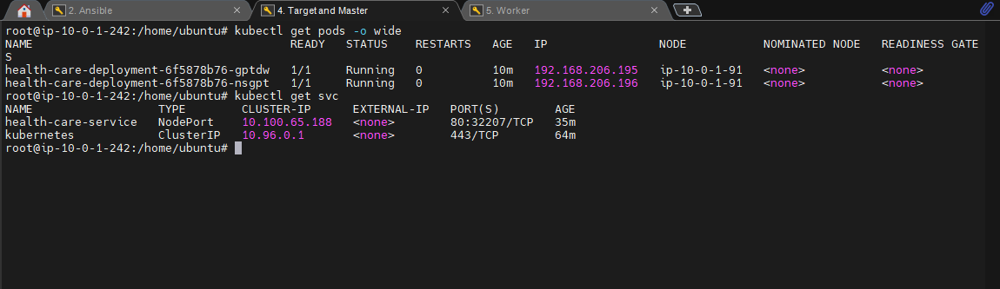 2. Ansible
4. Target and Master
5. Worker
root@ip-10-0-1-242:/home/ubuntu# kubectl get pods -o wide
NAME                                      READY   STATUS    RESTARTS   AGE   IP                NODE           NOMINATED NODE   READINESS GATE
S
health-care-deployment-6f5878b76-gptdw   1/1     Running   0          10m   192.168.206.195   ip-10-0-1-91   <none>           <none>
health-care-deployment-6f5878b76-nsgpt   1/1     Running   0          10m   192.168.206.196   ip-10-0-1-91   <none>           <none>
root@ip-10-0-1-242:/home/ubuntu# kubectl get svc
NAME                  TYPE        CLUSTER-IP      EXTERNAL-IP   PORT(S)        AGE
health-care-service   NodePort    10.100.65.188   <none>        80:32207/TCP   35m
kubernetes            ClusterIP   10.96.0.1       <none>        443/TCP        64m
root@ip-10-0-1-242:/home/ubuntu#